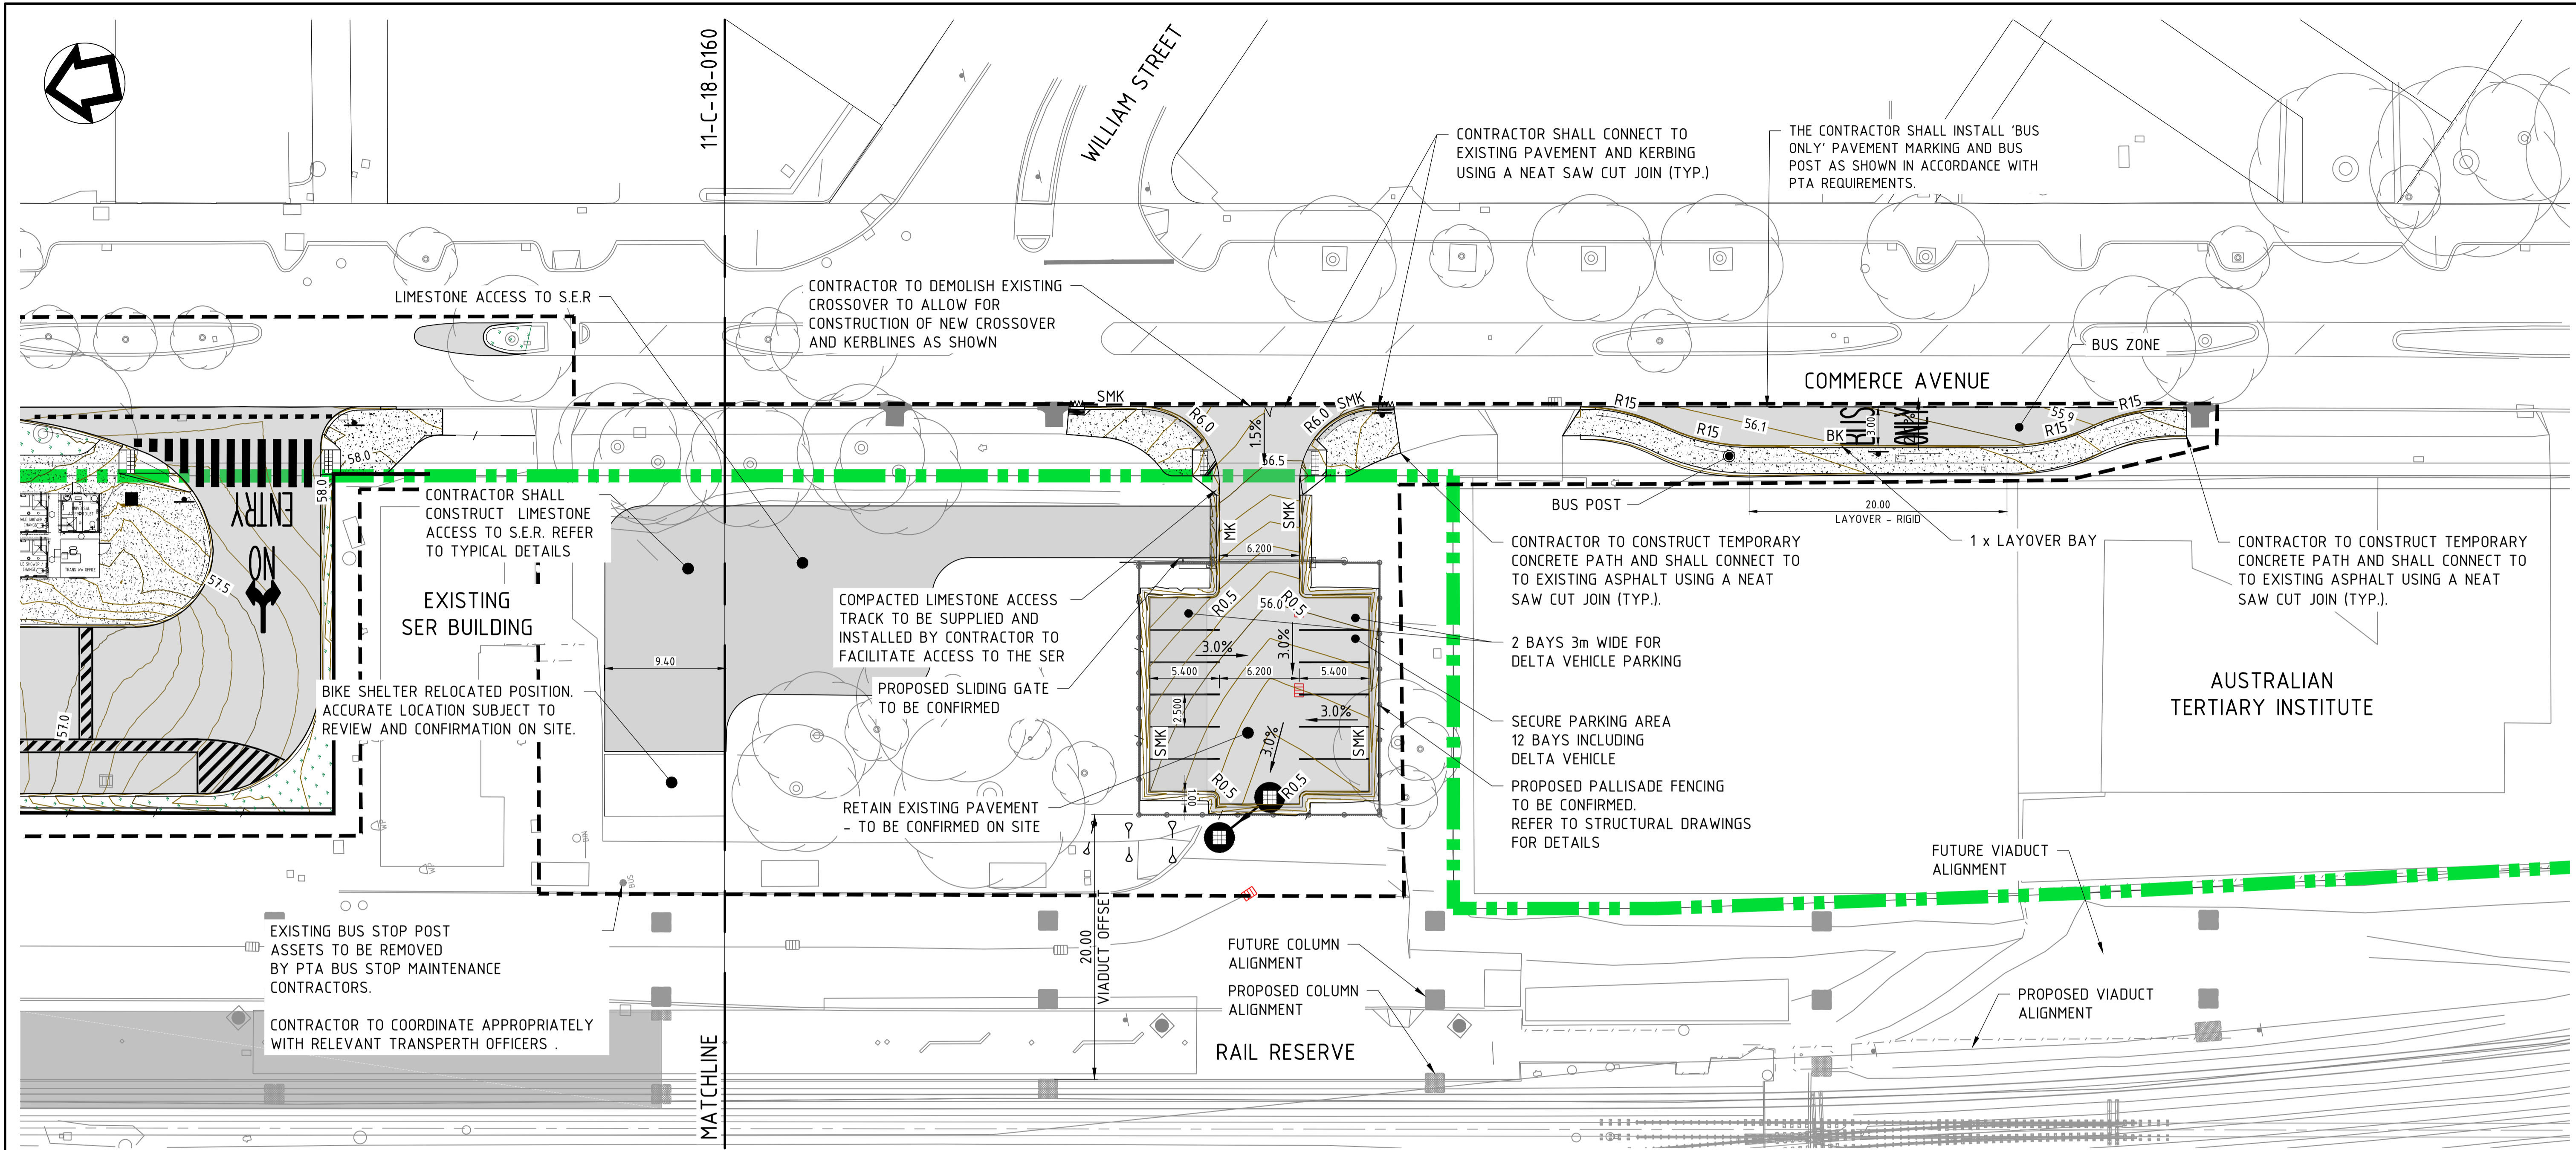 11-C-18-0160
WILLIAM STREET
CONTRACTOR SHALL CONNECT TO
EXISTING PAVEMENT AND KERBING
USING A NEAT SAW CUT JOIN (TYP.)
THE CONTRACTOR SHALL INSTALL 'BUS
ONLY' PAVEMENT MARKING AND BUS
POST AS SHOWN IN ACCORDANCE WITH
PTA REQUIREMENTS.
LIMESTONE ACCESS TO S.E.R
CONTRACTOR TO DEMOLISH EXISTING
CROSSOVER TO ALLOW FOR
CONSTRUCTION OF NEW CROSSOVER
AND KERBLINES AS SHOWN
BUS ZONE
COMMERCE AVENUE
SMK
R6.0
1.5%
R6.0
SMK
56.5
R15
R15
56.1
BK
BUS
ONLY
3.00
55.9
R15
R15
58.0
58.0
ENTRY
NO
57.5
57.0
TRANS WA OFFICE
CONTRACTOR SHALL
CONSTRUCT LIMESTONE
ACCESS TO S.E.R. REFER
TO TYPICAL DETAILS
EXISTING
SER BUILDING
BUS POST
20.00
LAYOVER - RIGID
1 x LAYOVER BAY
MK
SMK
6.200
CONTRACTOR TO CONSTRUCT TEMPORARY
CONCRETE PATH AND SHALL CONNECT TO
TO EXISTING ASPHALT USING A NEAT
SAW CUT JOIN (TYP.).
CONTRACTOR TO CONSTRUCT TEMPORARY
CONCRETE PATH AND SHALL CONNECT TO
TO EXISTING ASPHALT USING A NEAT
SAW CUT JOIN (TYP.).
COMPACTED LIMESTONE ACCESS
TRACK TO BE SUPPLIED AND
INSTALLED BY CONTRACTOR TO
FACILITATE ACCESS TO THE SER
R0.5
56.0
R0.5
3.0%
3.0%
5.400
6.200
5.400
2.500
3.0%
SMK
SMK
3.0%
R0.5
R0.5
1.00
2 BAYS 3m WIDE FOR
DELTA VEHICLE PARKING
9.40
BIKE SHELTER RELOCATED POSITION.
ACCURATE LOCATION SUBJECT TO
REVIEW AND CONFIRMATION ON SITE.
PROPOSED SLIDING GATE
TO BE CONFIRMED
AUSTRALIAN
TERTIARY INSTITUTE
SECURE PARKING AREA
12 BAYS INCLUDING
DELTA VEHICLE
PROPOSED PALLISADE FENCING
TO BE CONFIRMED.
REFER TO STRUCTURAL DRAWINGS
FOR DETAILS
RETAIN EXISTING PAVEMENT
- TO BE CONFIRMED ON SITE
FUTURE VIADUCT
ALIGNMENT
BUS
EXISTING BUS STOP POST
ASSETS TO BE REMOVED
BY PTA BUS STOP MAINTENANCE
CONTRACTORS.
CONTRACTOR TO COORDINATE APPROPRIATELY
WITH RELEVANT TRANSPERTH OFFICERS .
20.00
VIADUCT OFFSET
FUTURE COLUMN
ALIGNMENT
PROPOSED COLUMN
ALIGNMENT
PROPOSED VIADUCT
ALIGNMENT
RAIL RESERVE
MATCHLINE